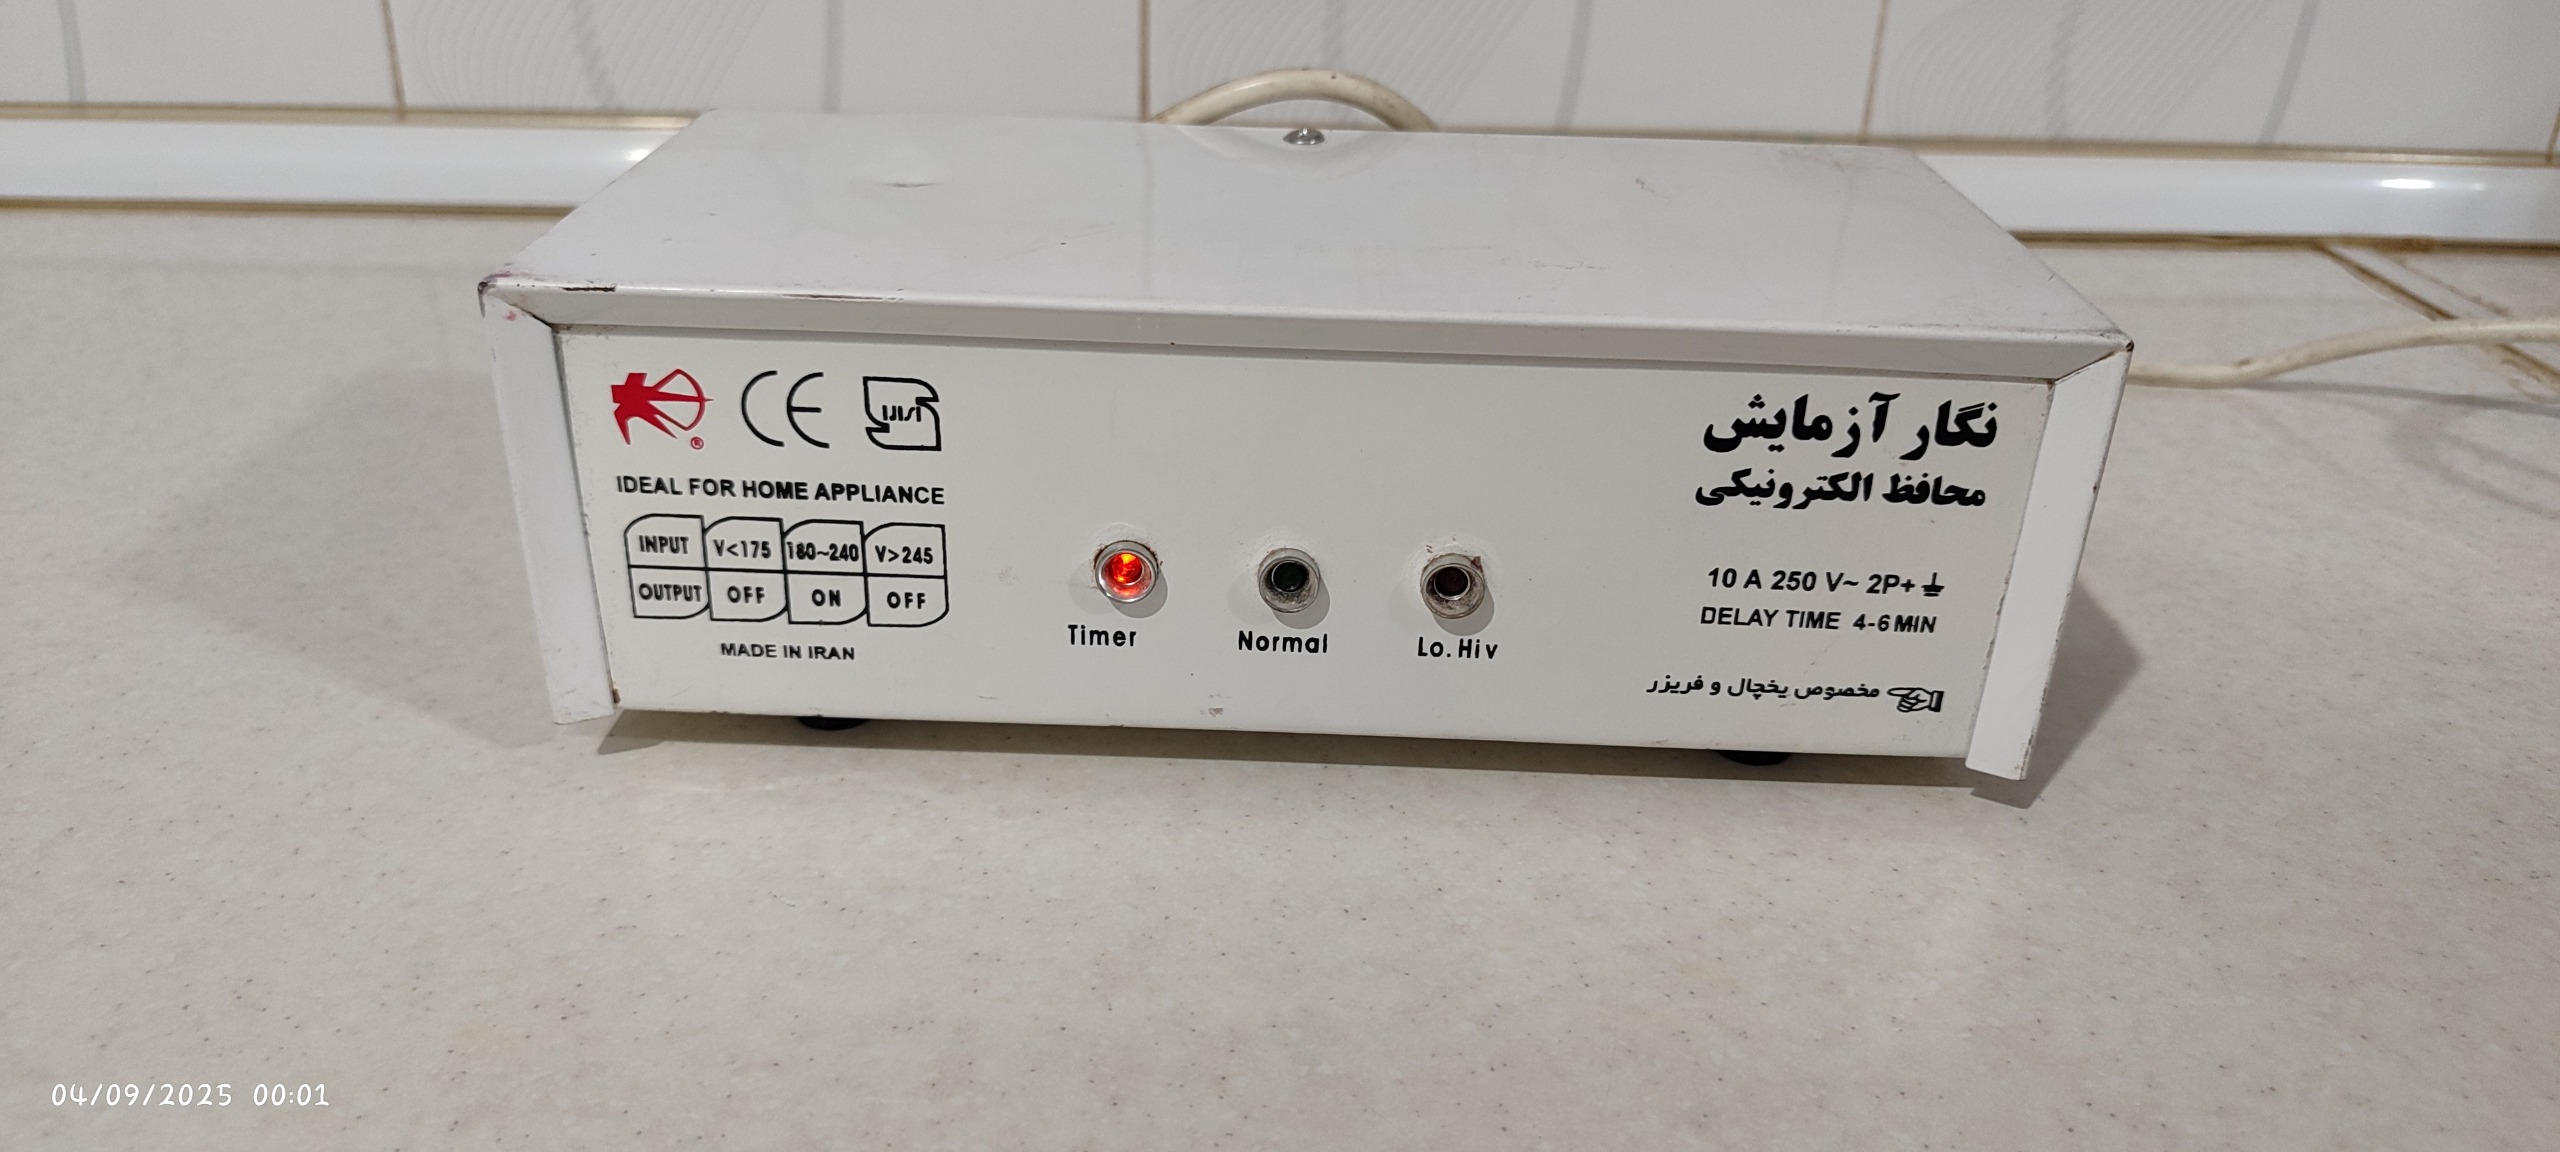 CE
®
IDEAL FOR HOME APPLIANCE
INPUT V<175 180~240 V>245
OUTPUT OFF ON OFF
MADE IN IRAN
Timer Normal Lo.Hiv
نگار آزمایش
محافظ الکترونیکی
10 A 250 V~ 2P+⏚
DELAY TIME 4-6 MIN
مخصوص یخچال و فریزر
04/09/2025 00:01